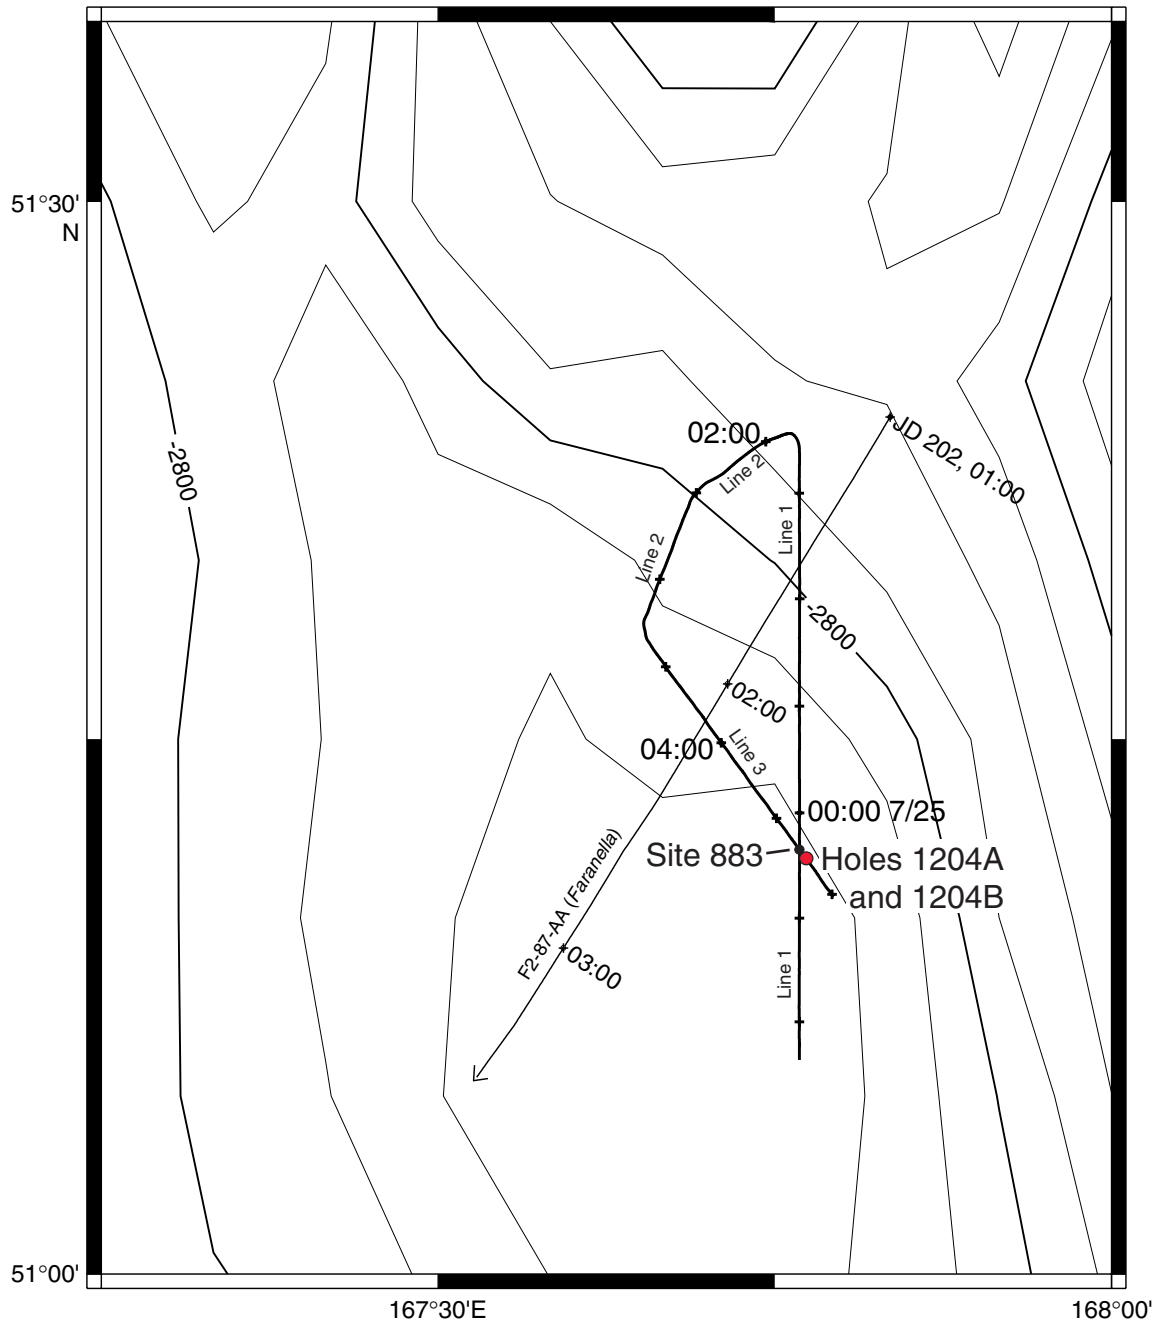 51°30'
N
-2800
02:00
JD 202, 01:00
Line 2
Line 1
Line 2
-2800
02:00
04:00
Line 3
00:00 7/25
Site 883
Holes 1204A
and 1204B
F2-87-AA (Faranella)
03:00
Line 1
51°00'
167°30'E
168°00'